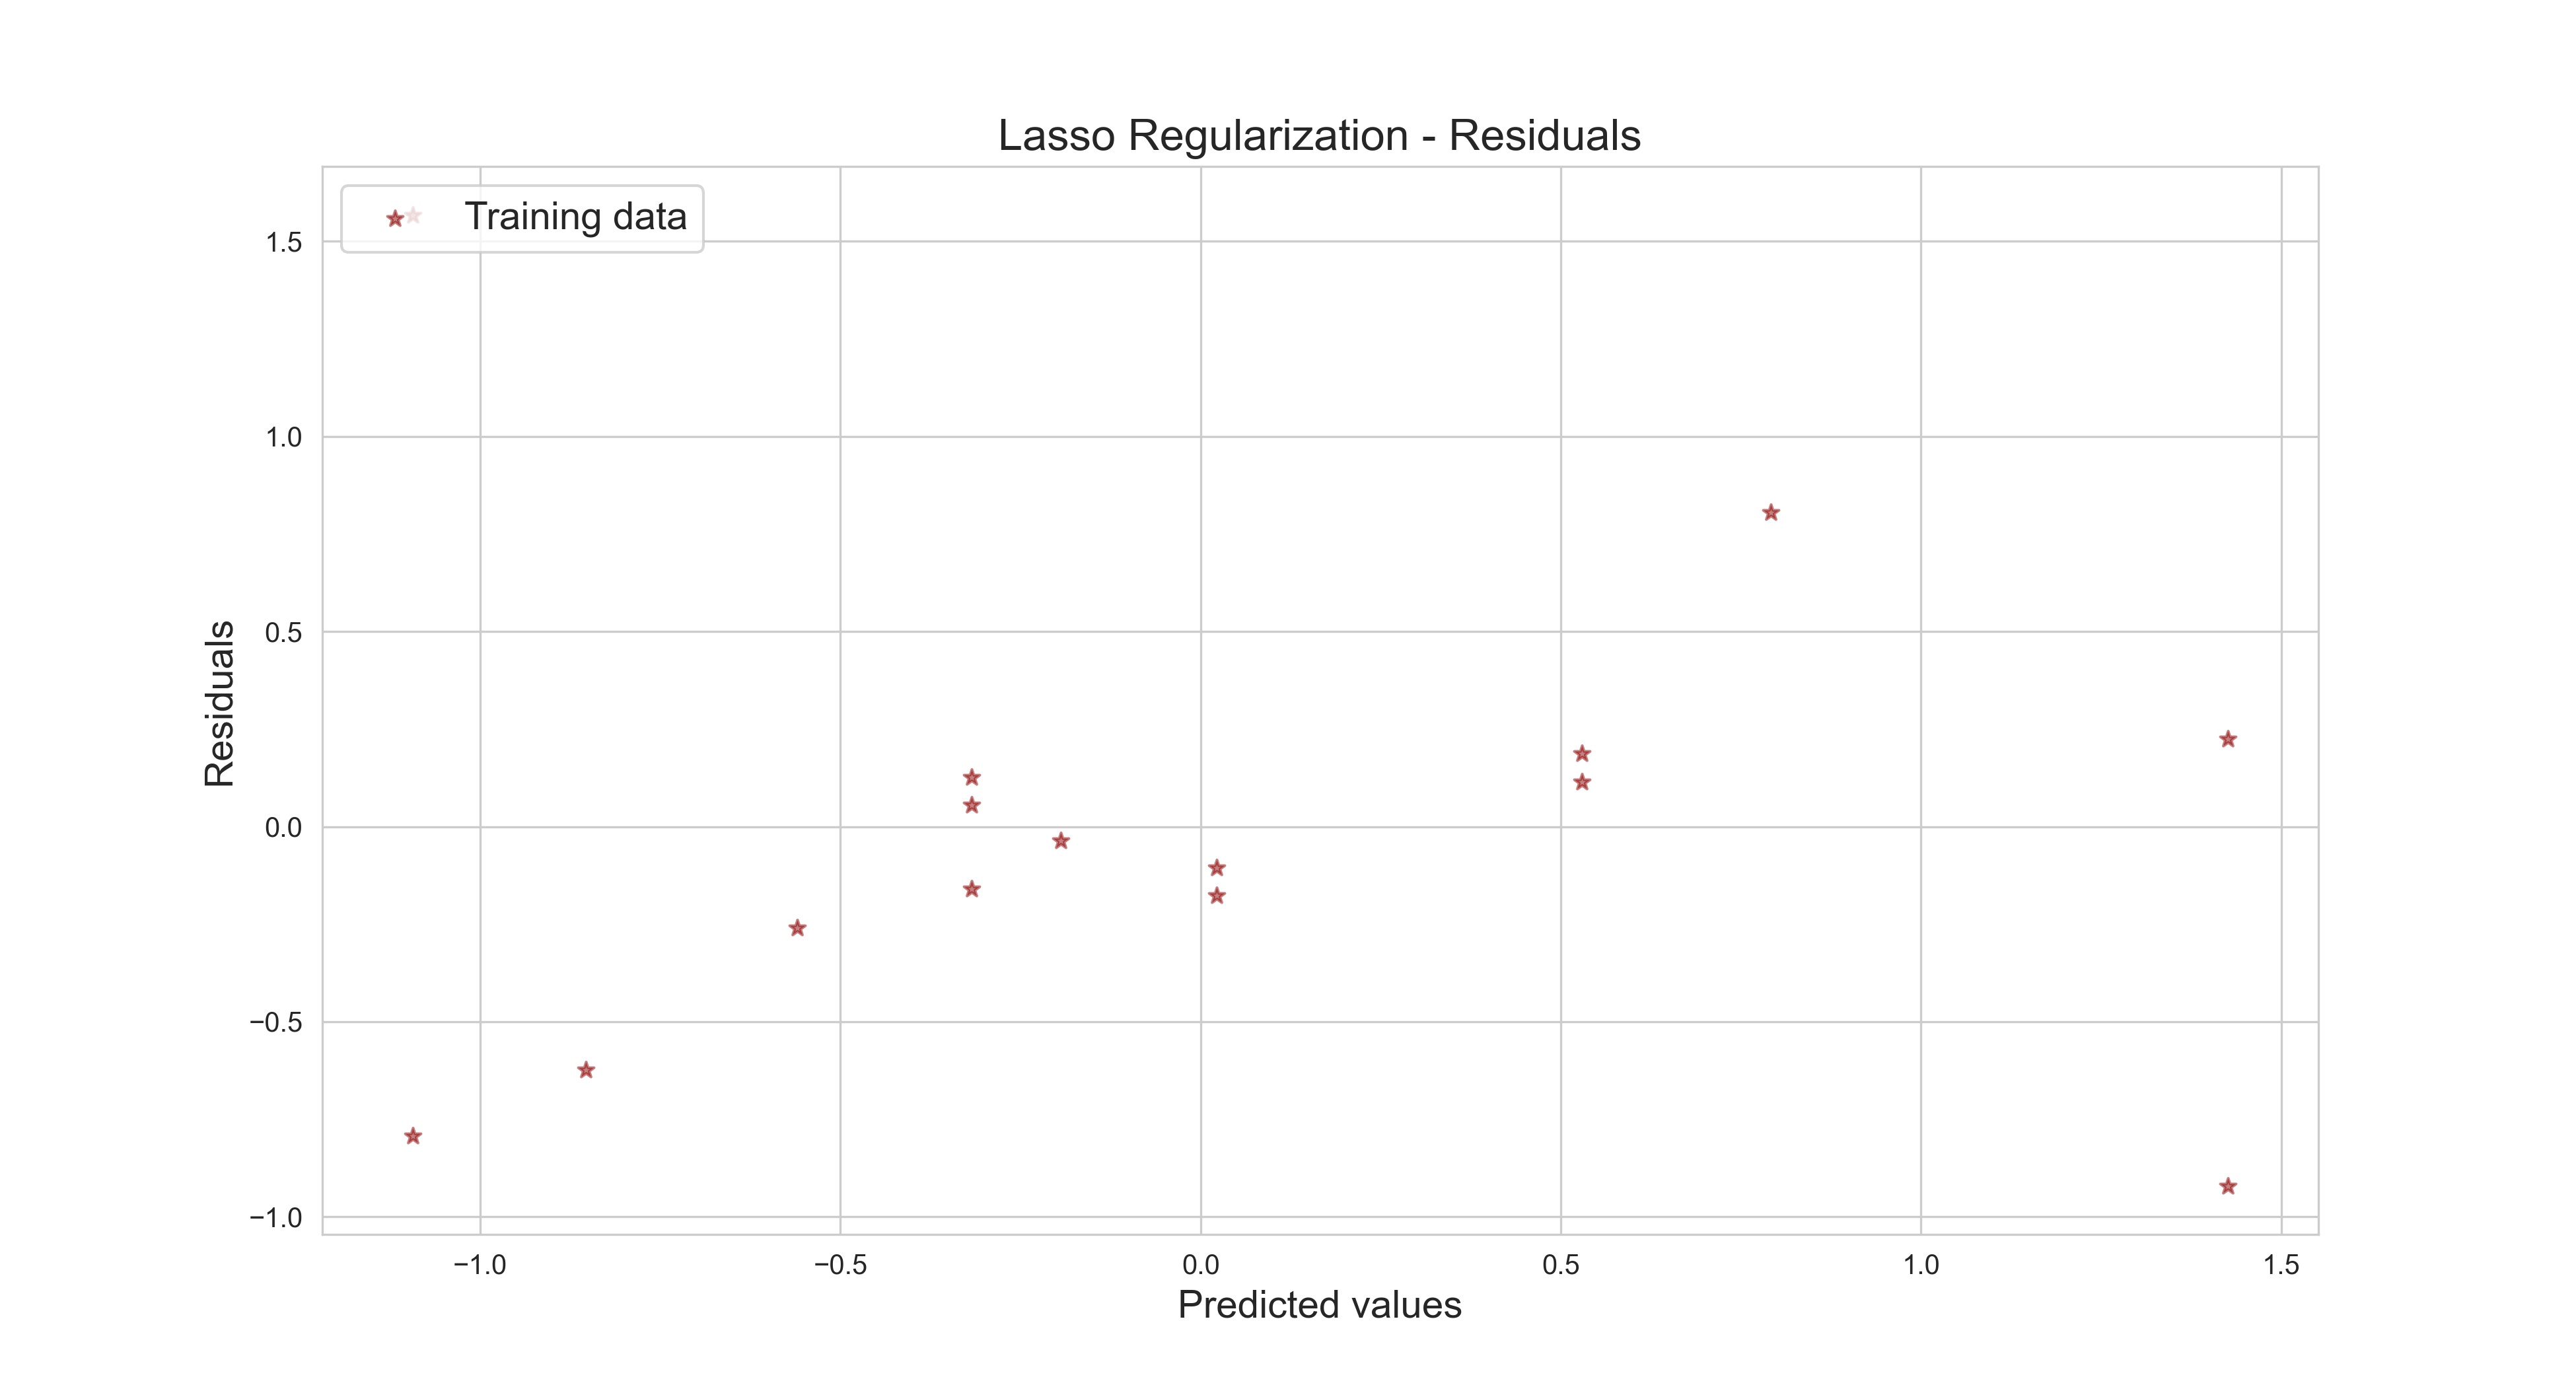 Lasso Regularization - Residuals
Training data
1.5
1.0
0.5
0.0
−0.5
−1.0
Residuals
−1.0 −0.5 0.0 0.5 1.0 1.5
Predicted values